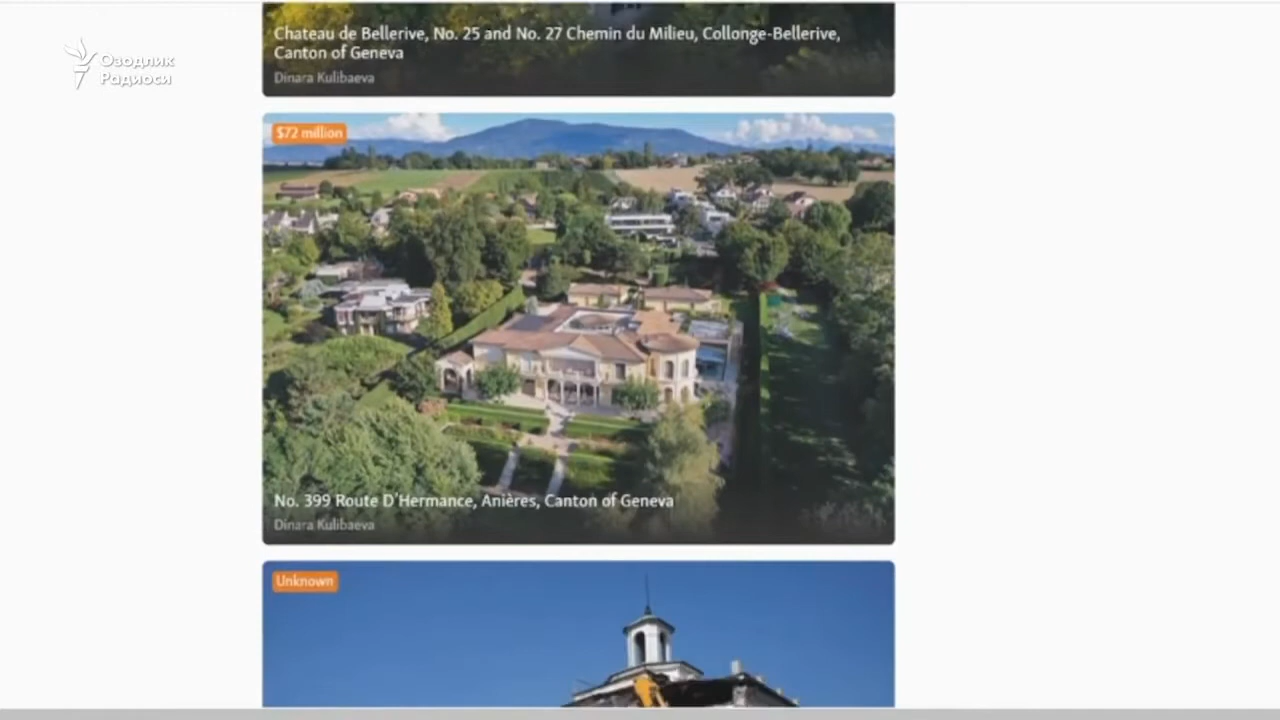 Озодлик
Радиоси
Chateau de Bellerive, No. 25 and No. 27 Chemin du Milieu, Collonge-Bellerive,
Canton of Geneva
Dinara Kulibaeva
$72 million
No. 399 Route D'Hermance, Anières, Canton of Geneva
Dinara Kulibaeva
Unknown